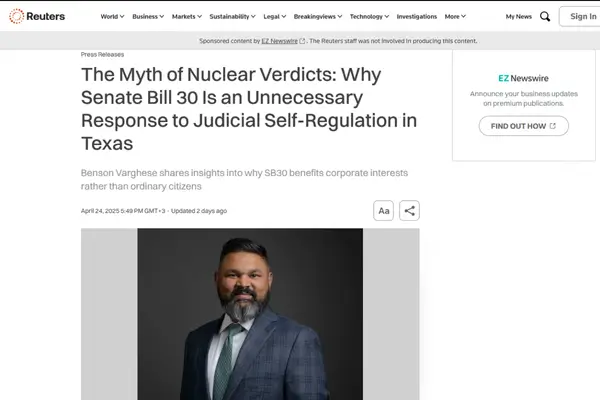 Reuters
World Business Markets Sustainability Legal Breakingviews Technology Investigations More My News Sign In
Sponsored content by EZ Newswire. The Reuters staff was not involved in producing this content.
Press Releases
The Myth of Nuclear Verdicts: Why
Senate Bill 30 Is an Unnecessary
Response to Judicial Self-Regulation in
Texas
Benson Varghese shares insights into why SB30 benefits corporate interests
rather than ordinary citizens
April 24, 2025 5:49 PM GMT+3 · Updated 2 days ago
Aa
EZ Newswire
Announce your business updates
on premium publications.
FIND OUT HOW